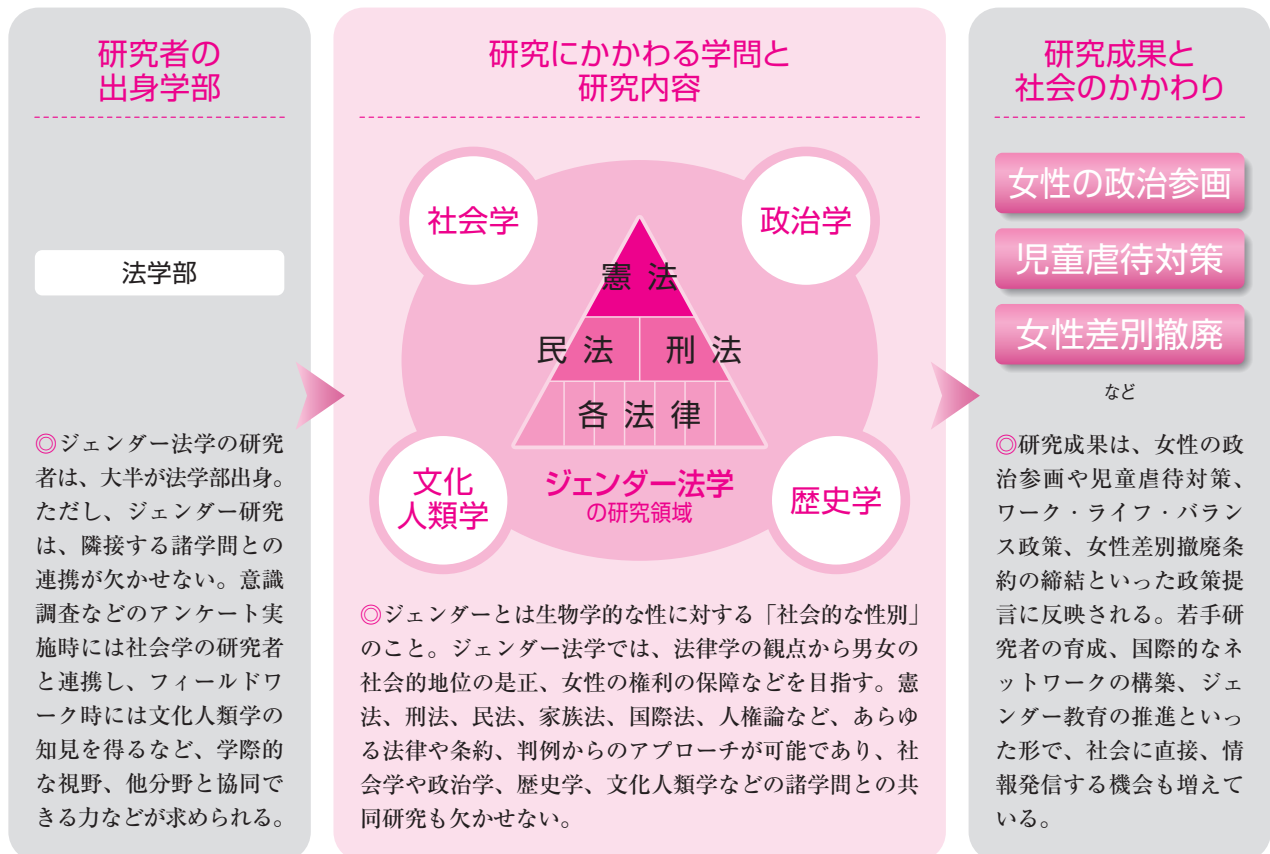 研究者の
出身学部
法学部
◎ジェンダー法学の研究
者は、大半が法学部出身。
ただし、ジェンダー研究
は、隣接する諸学問との
連携が欠かせない。意識
調査などのアンケート実
施時には社会学の研究者
と連携し、フィールドワ
ーク時には文化人類学の
知見を得るなど、学際的
な視野、他分野と協同で
きる力などが求められる。
研究にかかわる学問と
研究内容
社会学
政治学
憲法
民法 刑法
各法律
文化
人類学
ジェンダー法学
の研究領域
歴史学
◎ジェンダーとは生物学的な性に対する「社会的な性別」
のこと。ジェンダー法学では、法律学の観点から男女の
社会的地位の是正、女性の権利の保障などを目指す。憲
法、刑法、民法、家族法、国際法、人権論など、あらゆ
る法律や条約、判例からのアプローチが可能であり、社
会学や政治学、歴史学、文化人類学などの諸学問との共
同研究も欠かせない。
研究成果と
社会のかかわり
女性の政治参画
児童虐待対策
女性差別撤廃
など
◎研究成果は、女性の政
治参画や児童虐待対策、
ワーク・ライフ・バラン
ス政策、女性差別撤廃条
約の締結といった政策提
言に反映される。若手研
究者の育成、国際的なネ
ットワークの構築、ジェ
ンダー教育の推進といっ
た形で、社会に直接、情
報発信する機会も増えて
いる。